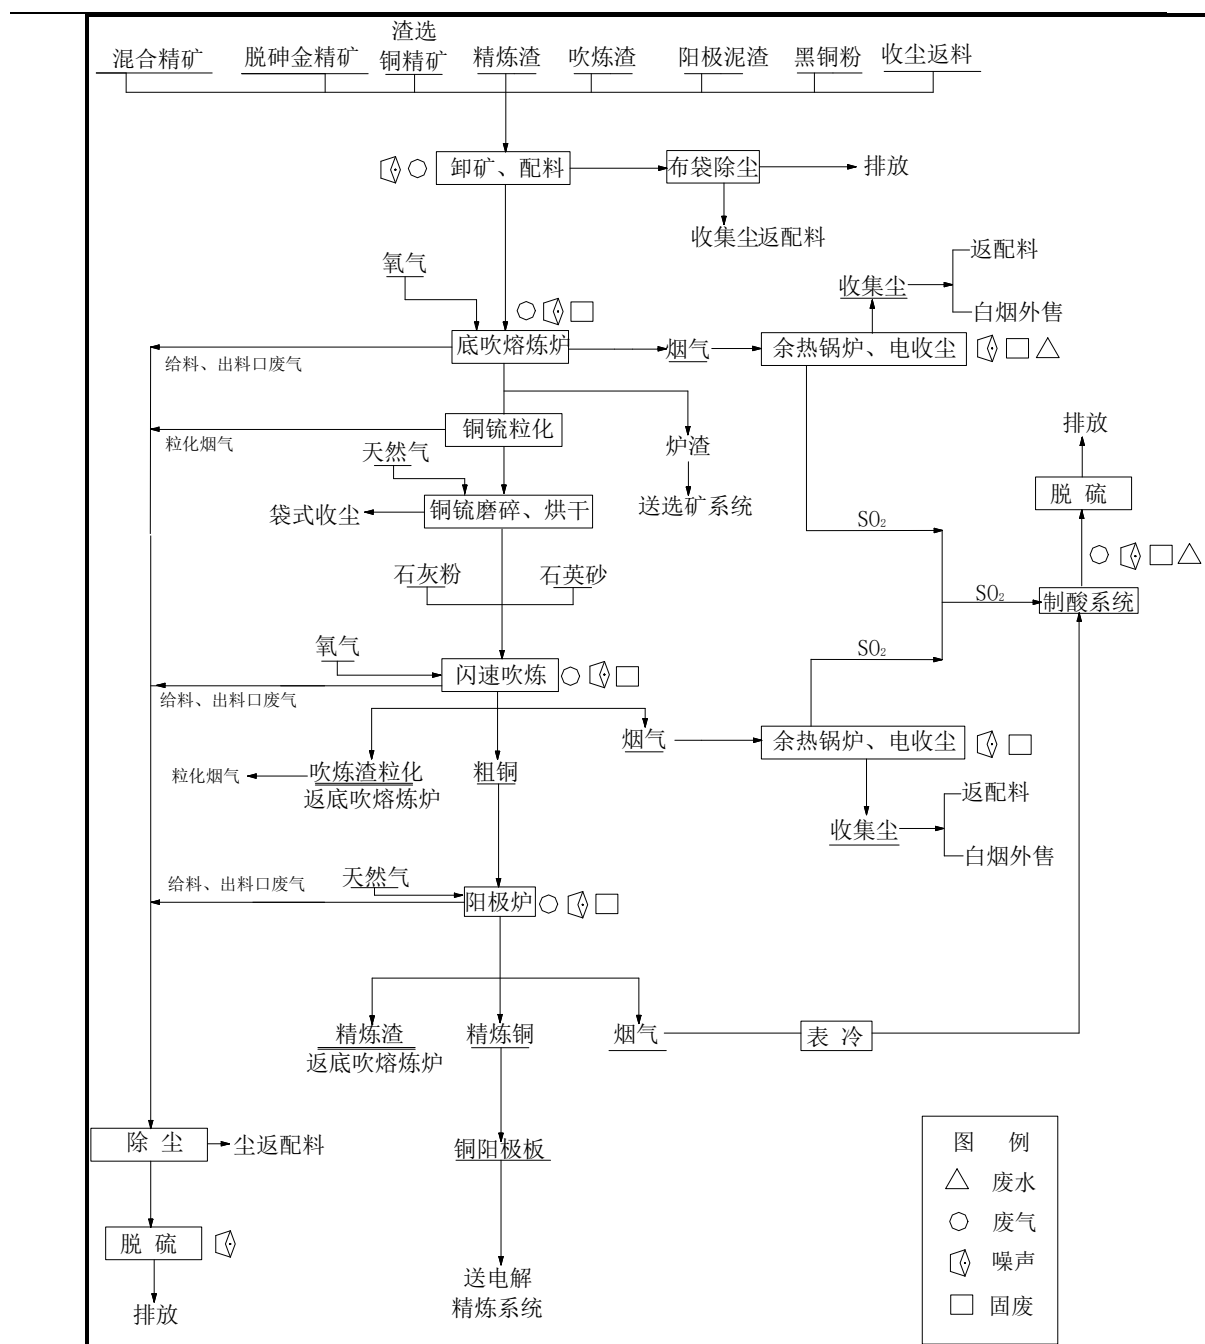 渣选
混合精矿
脱砷金精矿
铜精矿
精炼渣
吹炼渣
阳极泥渣
黑铜粉
收尘返料
卸矿、配料
布袋除尘
排放
收集尘返配料
氧气
返配料
收集尘
白烟外售
底吹熔炼炉
烟气
余热锅炉、电收尘
给料、出料口废气
铜锍粒化
粒化烟气
炉渣
排放
天然气
脱 硫
袋式收尘
铜锍磨碎、烘干
送选矿系统
SO₂
石灰粉
石英砂
SO₂
制酸系统
氧气
SO₂
闪速吹炼
给料、出料口废气
烟气
余热锅炉、电收尘
粒化烟气
吹炼渣粒化
粗铜
返底吹熔炼炉
返配料
收集尘
白烟外售
天然气
给料、出料口废气
阳极炉
精炼渣
精炼铜
烟气
表 冷
返底吹熔炼炉
除 尘
尘返配料
铜阳极板
脱 硫
排放
送电解
精炼系统
图 例
废水
废气
噪声
固废